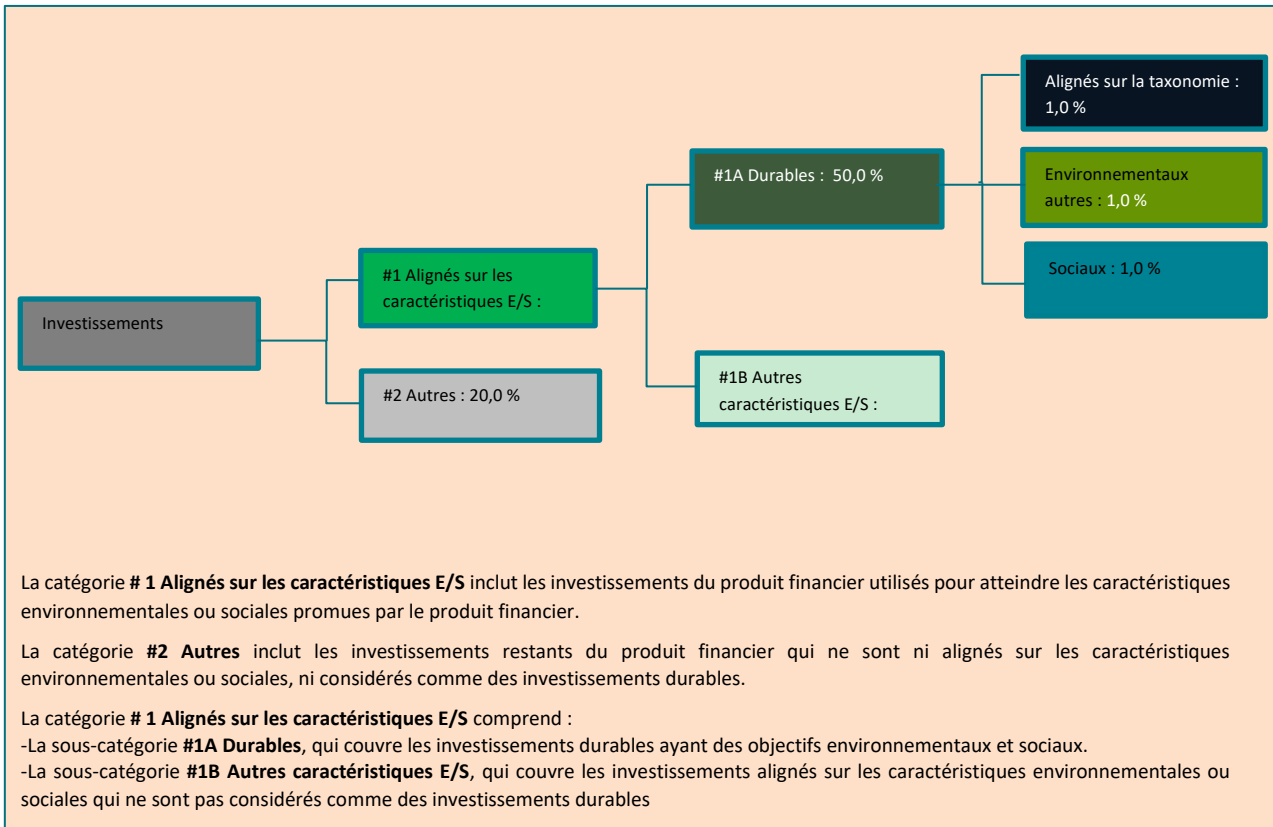 Alignés sur la taxonomie :
1,0 %
#1A Durables :  50,0 %
Environnementaux
autres : 1,0 %
#1 Alignés sur les
caractéristiques E/S :
Sociaux : 1,0 %
Investissements
#2 Autres : 20,0 %
#1B Autres
caractéristiques E/S :
La catégorie # 1 Alignés sur les caractéristiques E/S inclut les investissements du produit financier utilisés pour atteindre les caractéristiques
environnementales ou sociales promues par le produit financier.
La catégorie #2 Autres inclut les investissements restants du produit financier qui ne sont ni alignés sur les caractéristiques
environnementales ou sociales, ni considérés comme des investissements durables.
La catégorie # 1 Alignés sur les caractéristiques E/S comprend :
-La sous-catégorie #1A Durables, qui couvre les investissements durables ayant des objectifs environnementaux et sociaux.
-La sous-catégorie #1B Autres caractéristiques E/S, qui couvre les investissements alignés sur les caractéristiques environnementales ou
sociales qui ne sont pas considérés comme des investissements durables